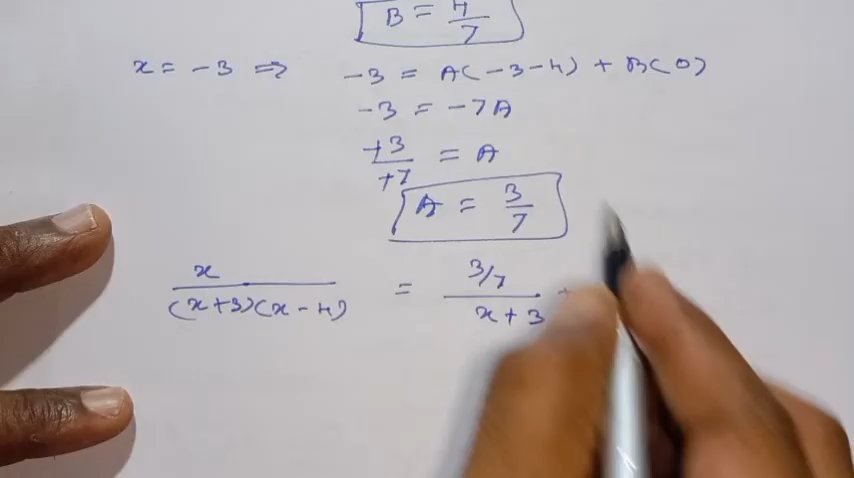 B = 4/7
x = -3 ⇒ -3 = A(-3-4) + B(0)
-3 = -7A
+3/+7 = A
A = 3/7
x/(x+3)(x-4) = 3/7/x+3 +